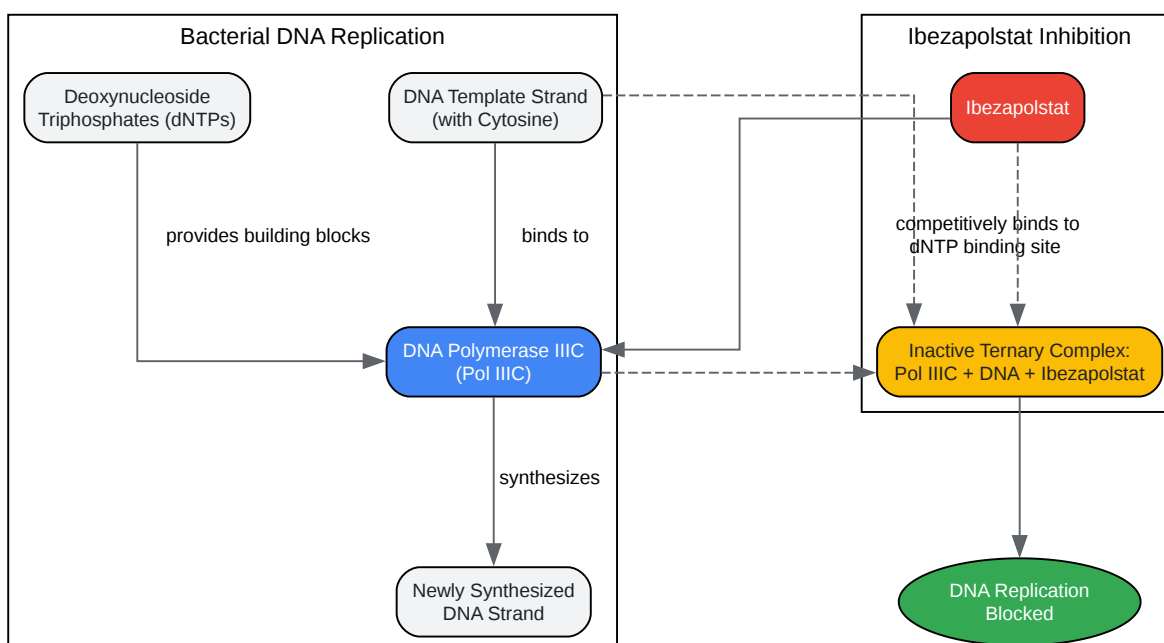 Bacterial DNA Replication
Ibezapolstat Inhibition
Deoxynucleoside
Triphosphates (dNTPs)
DNA Template Strand
(with Cytosine)
Ibezapolstat
provides building blocks
binds to
competitively binds to
dNTP binding site
DNA Polymerase IIIC
(Pol IIIC)
Inactive Ternary Complex:
Pol IIIC + DNA + Ibezapolstat
synthesizes
Newly Synthesized
DNA Strand
DNA Replication
Blocked